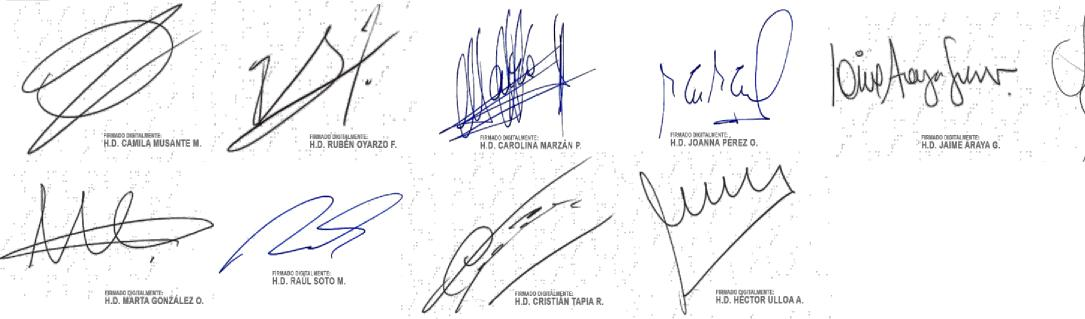 FIRMADO DIGITALMENTE:
H.D. CAMILA MUSANTE M.
FIRMADO DIGITALMENTE:
H.D. RUBÉN OYARZO F.
FIRMADO DIGITALMENTE:
H.D. CAROLINA MARZÁN P.
FIRMADO DIGITALMENTE:
H.D. JOANNA PÉREZ O.
FIRMADO DIGITALMENTE:
H.D. JAIME ARAYA G.
FIRMADO DIGITALMENTE:
H.D. MARTA GONZÁLEZ O.
FIRMADO DIGITALMENTE:
H.D. RAÚL SOTO M.
FIRMADO DIGITALMENTE:
H.D. CRISTIÁN TAPIA R.
FIRMADO DIGITALMENTE:
H.D. HÉCTOR ULLOA A.